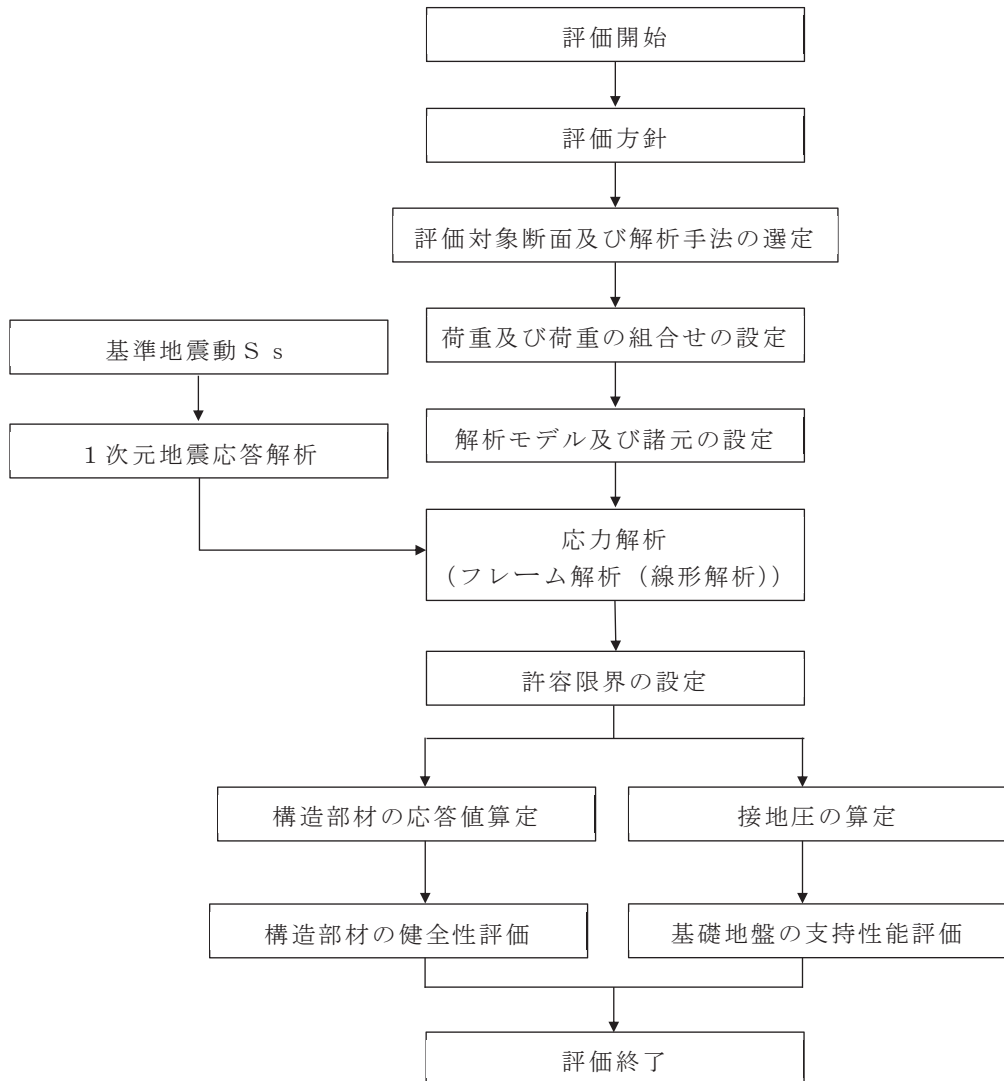 評価開始
評価方針
評価対象断面及び解析手法の選定
荷重及び荷重の組合せの設定
基準地震動Ｓｓ
解析モデル及び諸元の設定
１次元地震応答解析
応力解析
（フレーム解析（線形解析））
許容限界の設定
構造部材の応答値算定
接地圧の算定
構造部材の健全性評価
基礎地盤の支持性能評価
評価終了